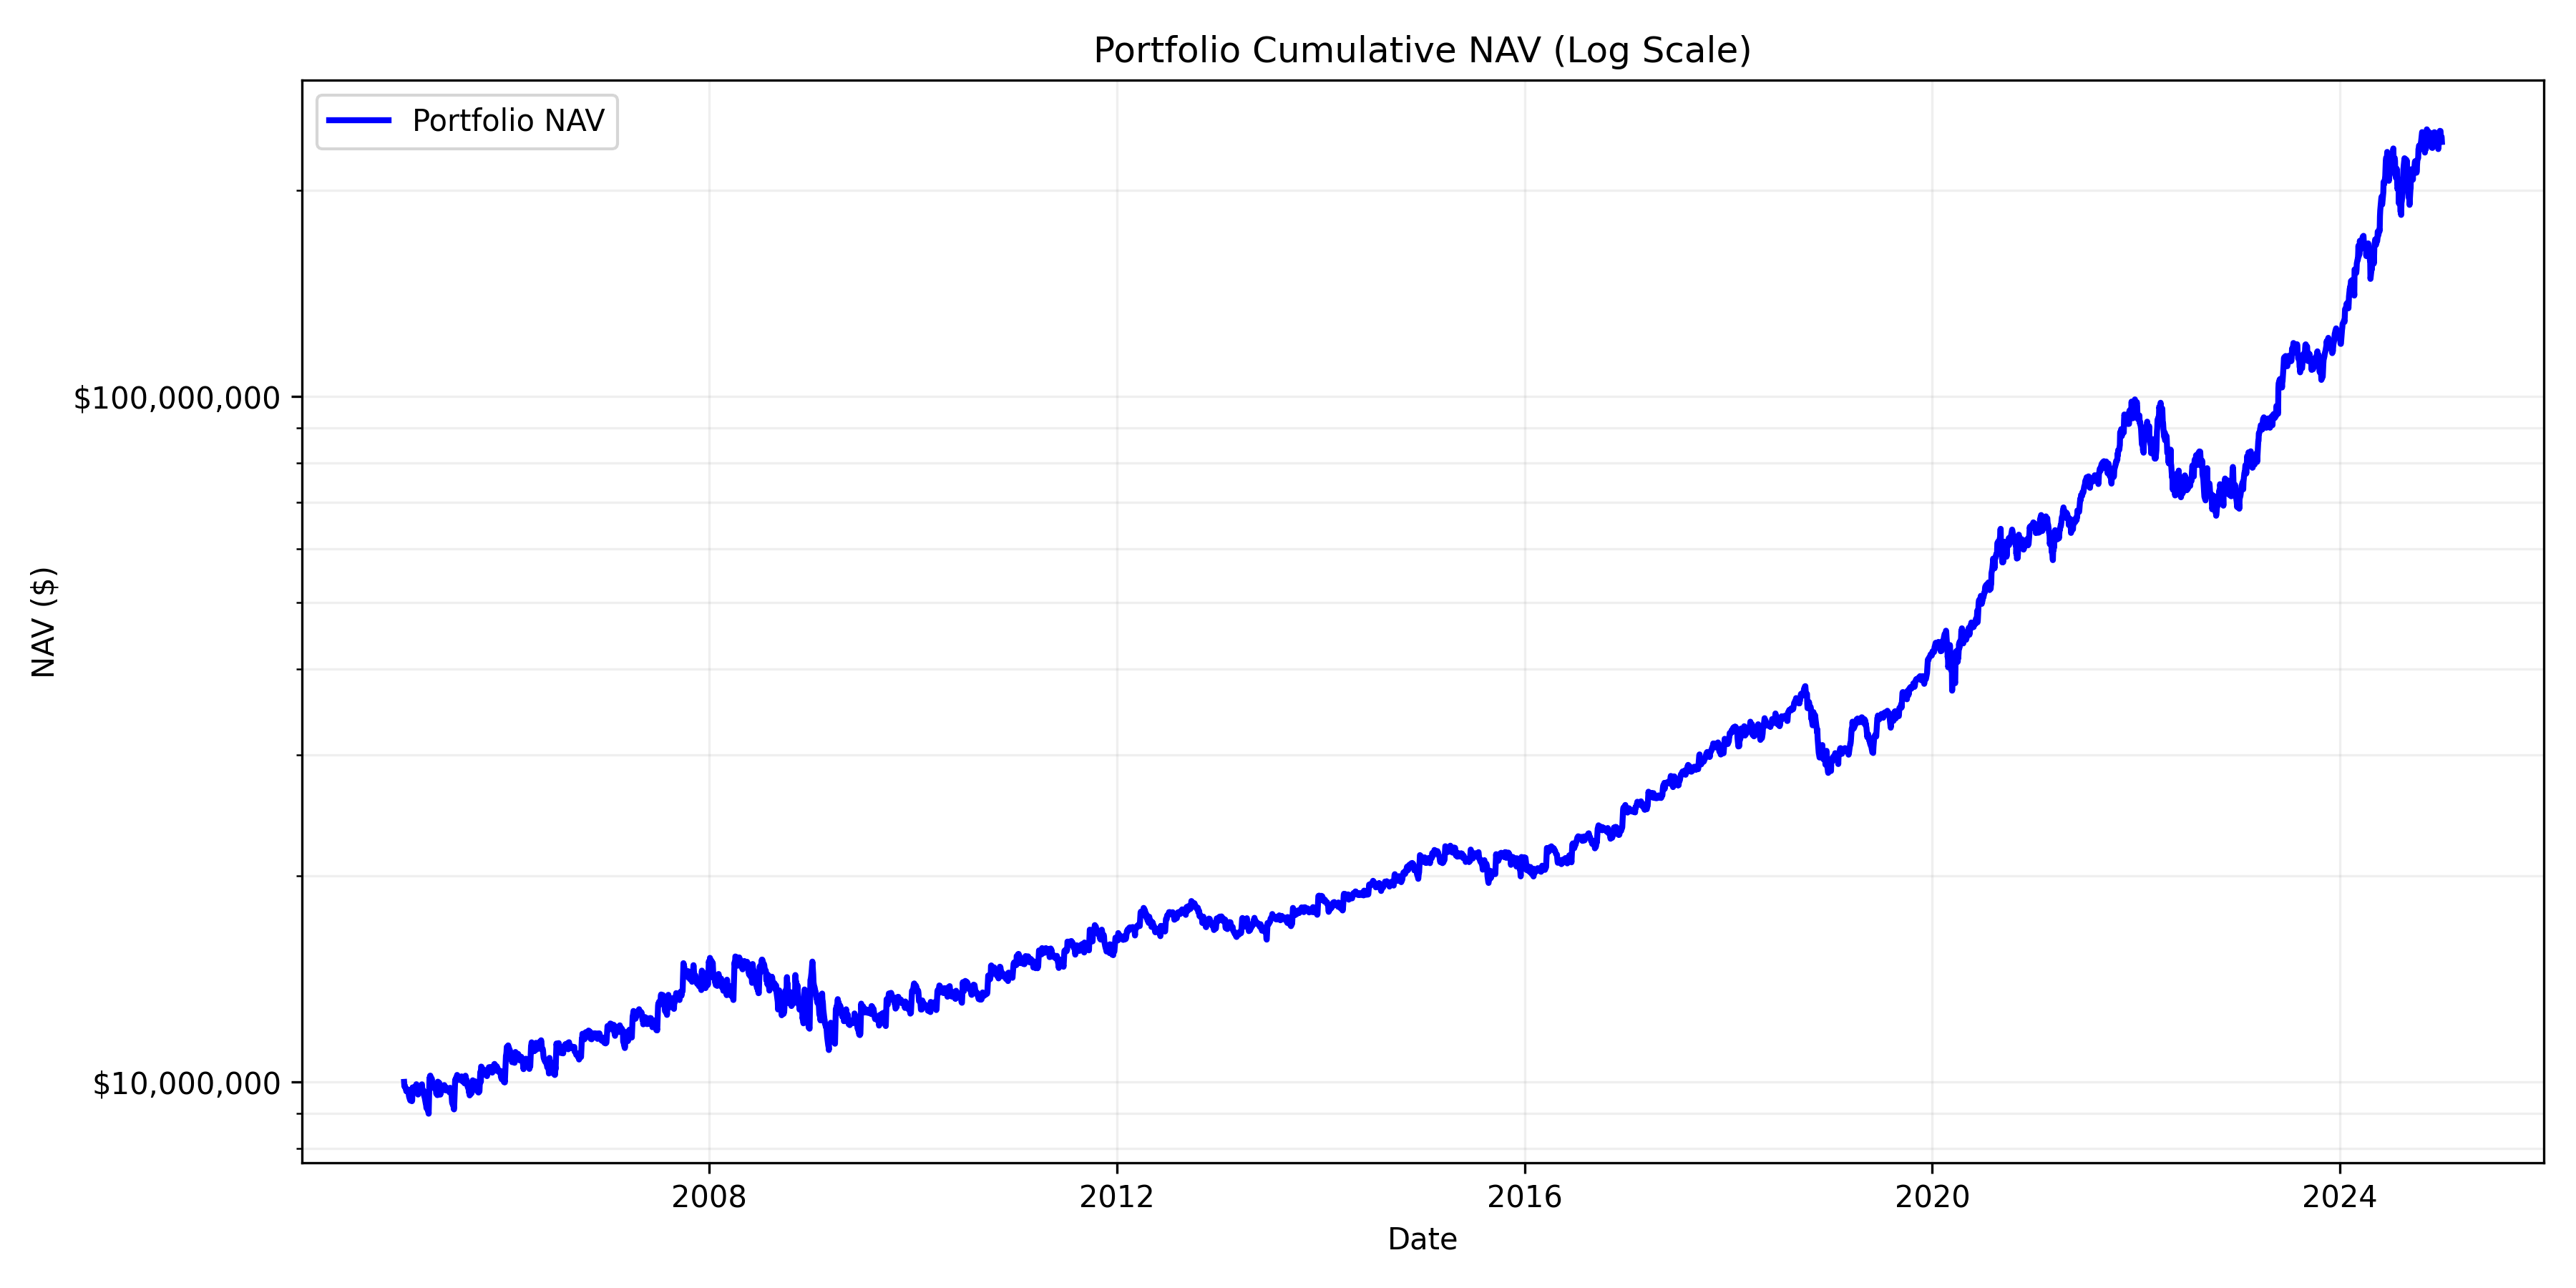 Portfolio Cumulative NAV (Log Scale)
Portfolio NAV
$100,000,000
NAV ($)
$10,000,000
2008
2012
2016
2020
2024
Date